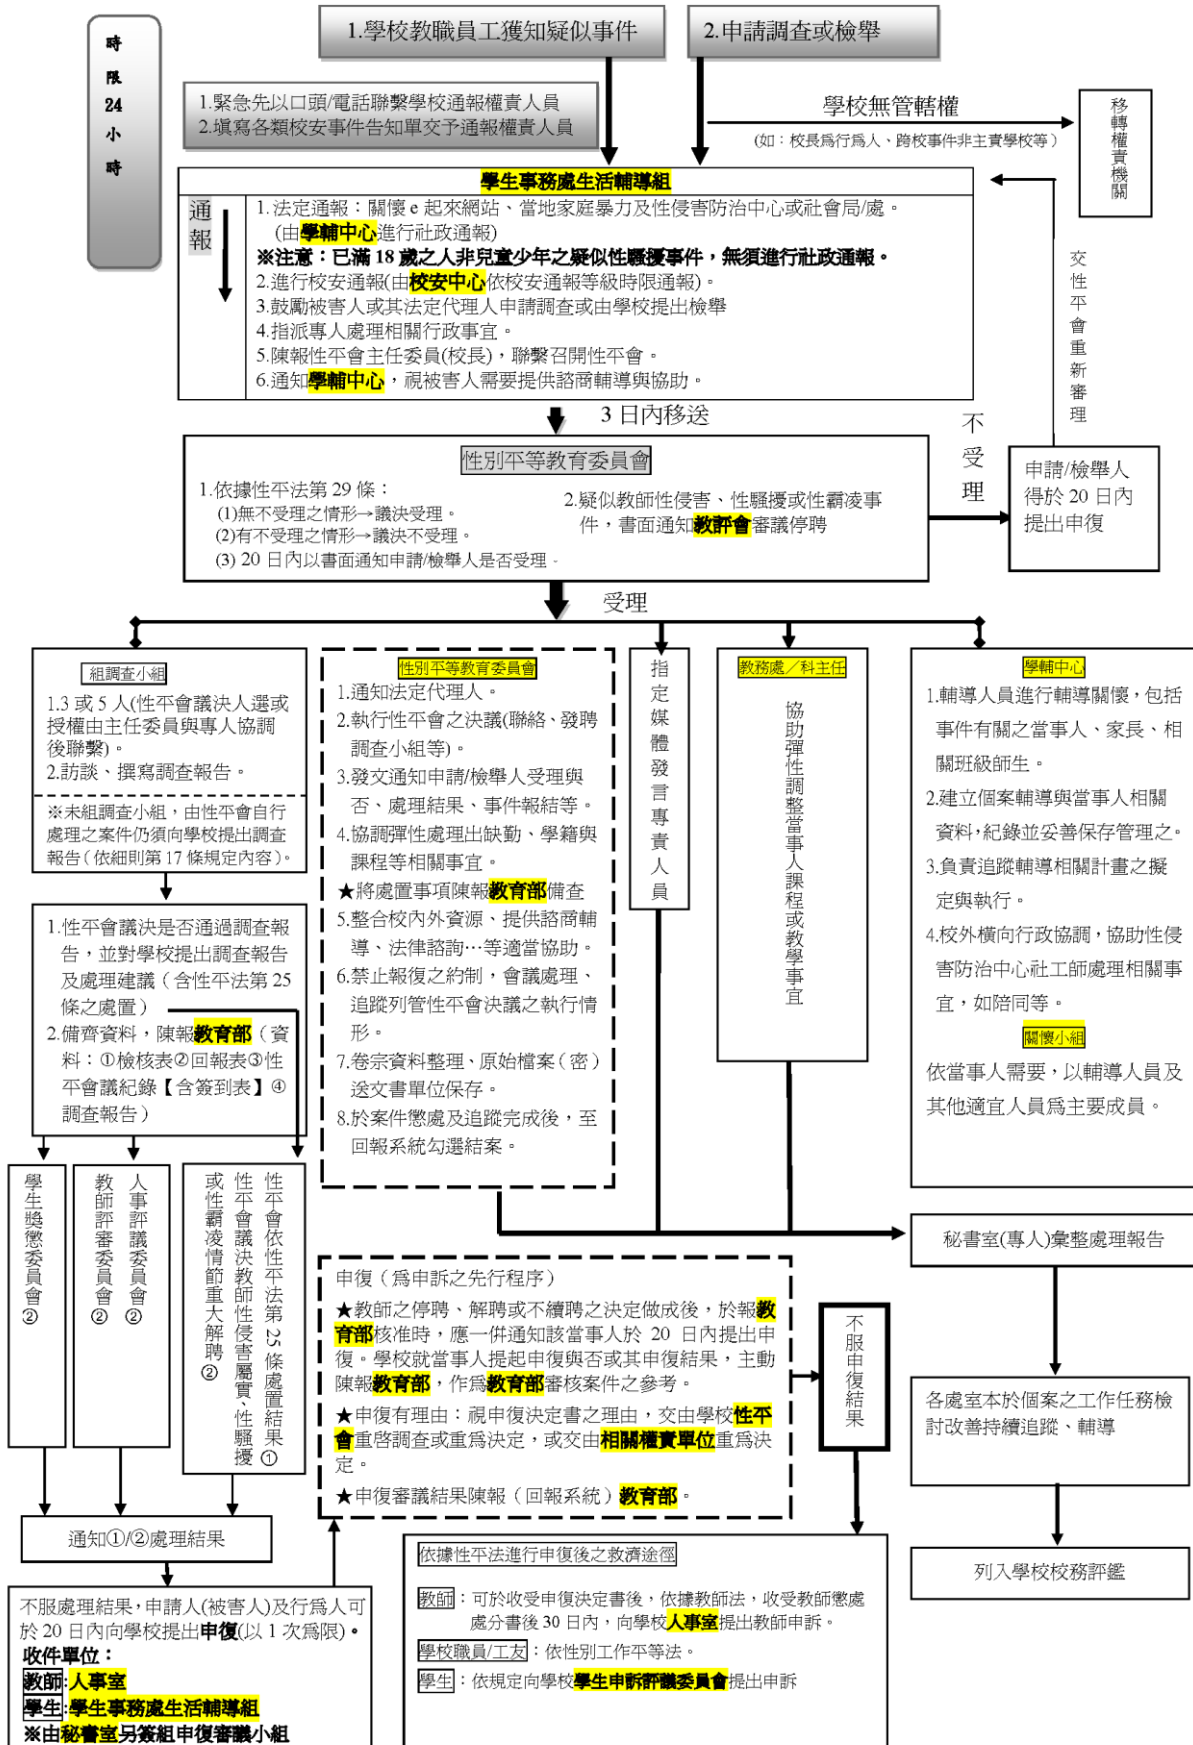 時
限
24
小
時
1.學校教職員工獲知疑似事件
2.申請調查或檢舉
1.緊急先以口頭/電話聯繫學校通報權責人員
2.填寫各類校安事件告知單交予通報權責人員
學校無管轄權
(如：校長為行為人、跨校事件非主責學校等)
移轉權責機關
學生事務處生活輔導組
通報
1.法定通報：關懷 e 起來網站、當地家庭暴力及性侵害防治中心或社會局/處。
(由學輔中心進行社政通報)
※注意：已滿 18 歲之人非兒童少年之疑似性騷擾事件，無須進行社政通報。
2.進行校安通報(由校安中心依校安通報等級時限通報)。
3.鼓勵被害人或其法定代理人申請調查或由學校提出檢舉
4.指派專人處理相關行政事宜。
5.陳報性平會主任委員(校長)，聯繫召開性平會。
6.通知學輔中心，視被害人需要提供諮商輔導與協助。
交性平會重新審理
3 日內移送
不受理
性別平等教育委員會
1.依據性平法第 29 條：
(1)無不受理之情形→議決受理。
(2)有不受理之情形→議決不受理。
(3) 20 日內以書面通知申請/檢舉人是否受理。
2.疑似教師性侵害、性騷擾或性霸凌事
件，書面通知教評會審議停聘
申請/檢舉人
得於 20 日內
提出申復
受理
組調查小組
1.3 或 5 人(性平會議決人選或
授權由主任委員與專人協調
後聯繫)。
2.訪談、撰寫調查報告。
※未組調查小組，由性平會自行
處理之案件仍須向學校提出調查
報告(依細則第 17 條規定內容)。
性別平等教育委員會
1.通知法定代理人。
2.執行性平會之決議(聯絡、發聘
調查小組等)。
3.發文通知申請/檢舉人受理與
否、處理結果、事件報結等。
4.協調彈性處理出缺勤、學籍與
課程等相關事宜。
★將處置事項陳報教育部備查
5.整合校內外資源、提供諮商輔
導、法律諮詢…等適當協助。
6.禁止報復之約制，會議處理、
追蹤列管性平會決議之執行情
形。
7.卷宗資料整理、原始檔案（密）
送文書單位保存。
8.於案件懲處及追蹤完成後，至
回報系統勾選結案。
指定媒體發言專責人員
教務處／科主任
協助彈性調整當事人課程或教學事宜
學輔中心
1.輔導人員進行輔導關懷，包括
事件有關之當事人、家長、相
關班級師生。
2.建立個案輔導與當事人相關
資料，紀錄並妥善保存管理之。
3.負責追蹤輔導相關計畫之擬
定與執行。
4.校外橫向行政協調，協助性侵
害防治中心社工師處理相關事
宜，如陪同等。
關懷小組
依當事人需要，以輔導人員及
其他適宜人員為主要成員。
1.性平會議決是否通過調查報
告，並對學校提出調查報告
及處理建議（含性平法第 25
條之處置）
2.備齊資料，陳報教育部（資
料：①檢核表②回報表③性
平會議紀錄【含簽到表】④
調查報告）
學生獎懲委員會②
人事評議委員會②
教師評審委員會②
性平會依性平法第 25 條處置結果①
性平會議決教師性侵害屬實、性騷擾
或性霸凌情節重大解聘②
通知①/②處理結果
不服處理結果，申請人(被害人)及行為人可
於 20 日內向學校提出申復(以 1 次為限)。
收件單位：
教師:人事室
學生:學生事務處生活輔導組
※由秘書室另簽組申復審議小組
申復（為申訴之先行程序）
★教師之停聘、解聘或不續聘之決定做成後，於報教
育部核准時，應一併通知該當事人於 20 日內提出申
復。學校就當事人提起申復與否或其申復結果，主動
陳報教育部，作為教育部審核案件之參考。
★申復有理由：視申復決定書之理由，交由學校性平
會重啓調查或重為決定，或交由相關權責單位重為決
定。
★申復審議結果陳報（回報系統）教育部。
不服申復結果
依據性平法進行申復後之救濟途徑
教師：可於收受申復決定書後，依據教師法，收受教師懲處
處分書後 30 日內，向學校人事室提出教師申訴。
學校職員/工友：依性別工作平等法。
學生：依規定向學校學生申訴評議委員會提出申訴
秘書室(專人)彙整處理報告
各處室本於個案之工作任務檢
討改善持續追蹤、輔導
列入學校校務評鑑